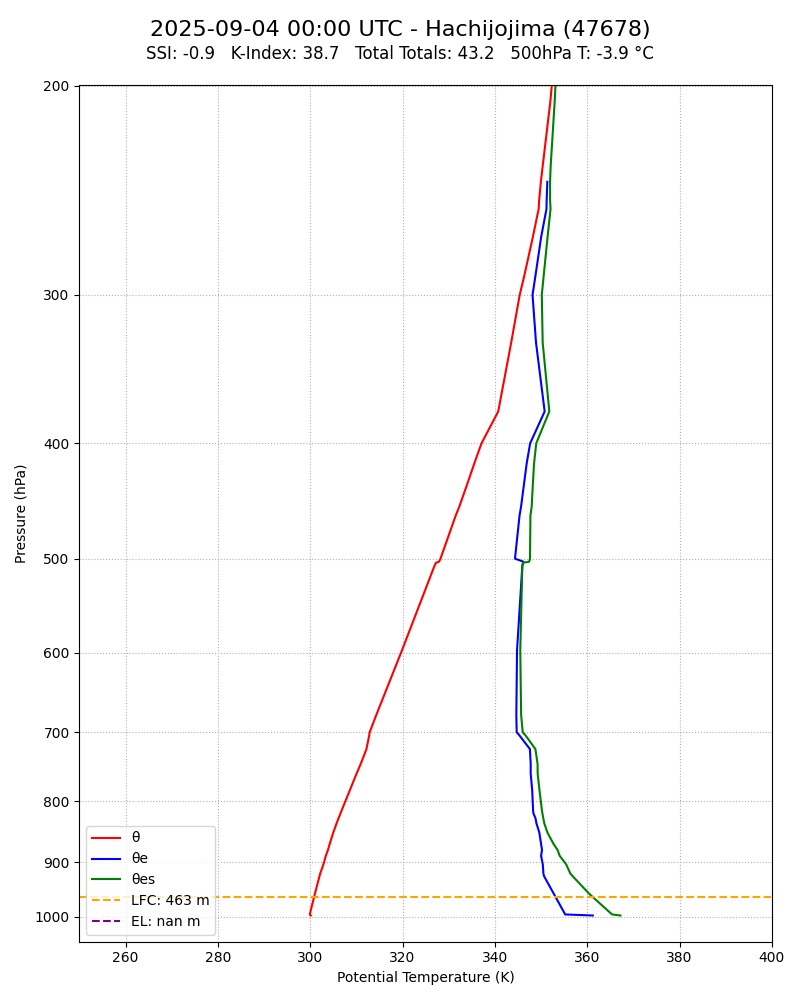 2025-09-04 00:00 UTC - Hachijojima (47678)
SSI: -0.9   K-Index: 38.7   Total Totals: 43.2   500hPa T: -3.9 °C
200
300
400
500
600
700
800
900
1000
Pressure (hPa)
θ
θe
θes
LFC: 463 m
EL: nan m
260 280 300 320 340 360 380 400
Potential Temperature (K)